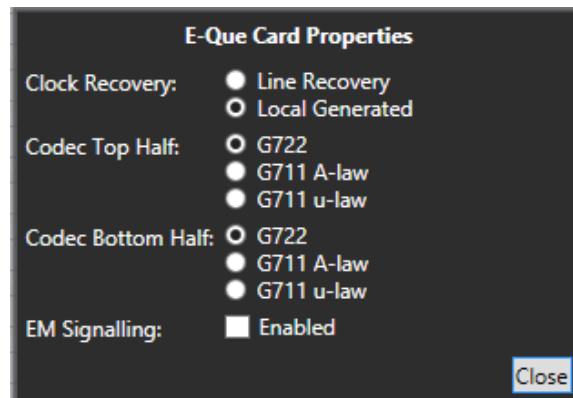 E-Que Card Properties
Clock Recovery: Line Recovery
Local Generated
Codec Top Half: G722
G711 A-law
G711 u-law
Codec Bottom Half: G722
G711 A-law
G711 u-law
EM Signalling: Enabled
Close